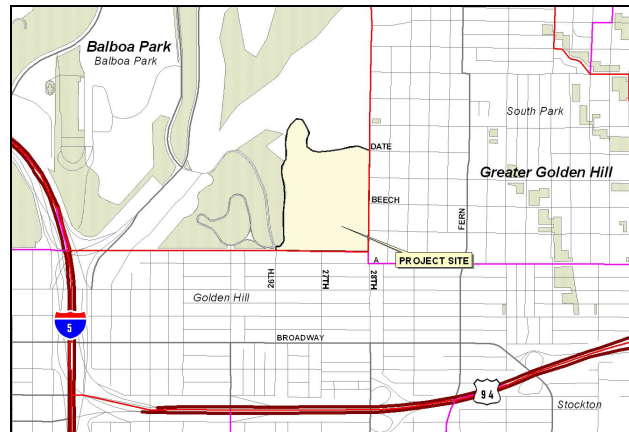 Balboa Park
Balboa Park
South Park
DATE
Greater Golden Hill
BEECH
FERN
A
PROJECT SITE
26TH
27TH
28TH
Golden Hill
5
BROADWAY
94
Stockton